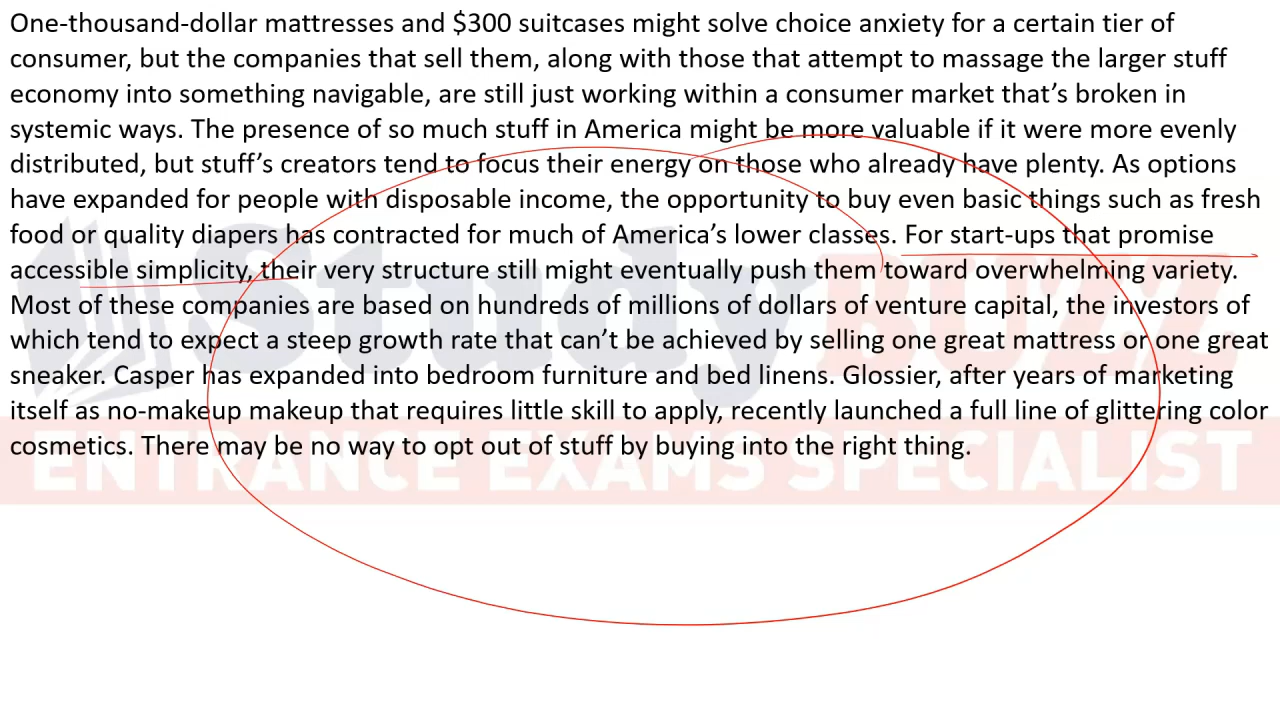 One-thousand-dollar mattresses and $300 suitcases might solve choice anxiety for a certain tier of
consumer, but the companies that sell them, along with those that attempt to massage the larger stuff
economy into something navigable, are still just working within a consumer market that’s broken in
systemic ways. The presence of so much stuff in America might be more valuable if it were more evenly
distributed, but stuff’s creators tend to focus their energy on those who already have plenty. As options
have expanded for people with disposable income, the opportunity to buy even basic things such as fresh
food or quality diapers has contracted for much of America’s lower classes. For start-ups that promise
accessible simplicity, their very structure still might eventually push them toward overwhelming variety.
Most of these companies are based on hundreds of millions of dollars of venture capital, the investors of
which tend to expect a steep growth rate that can’t be achieved by selling one great mattress or one great
sneaker. Casper has expanded into bedroom furniture and bed linens. Glossier, after years of marketing
itself as no-makeup makeup that requires little skill to apply, recently launched a full line of glittering color
cosmetics. There may be no way to opt out of stuff by buying into the right thing.
StudyBUZZ
ENTRANCE EXAMS SPECIALIST